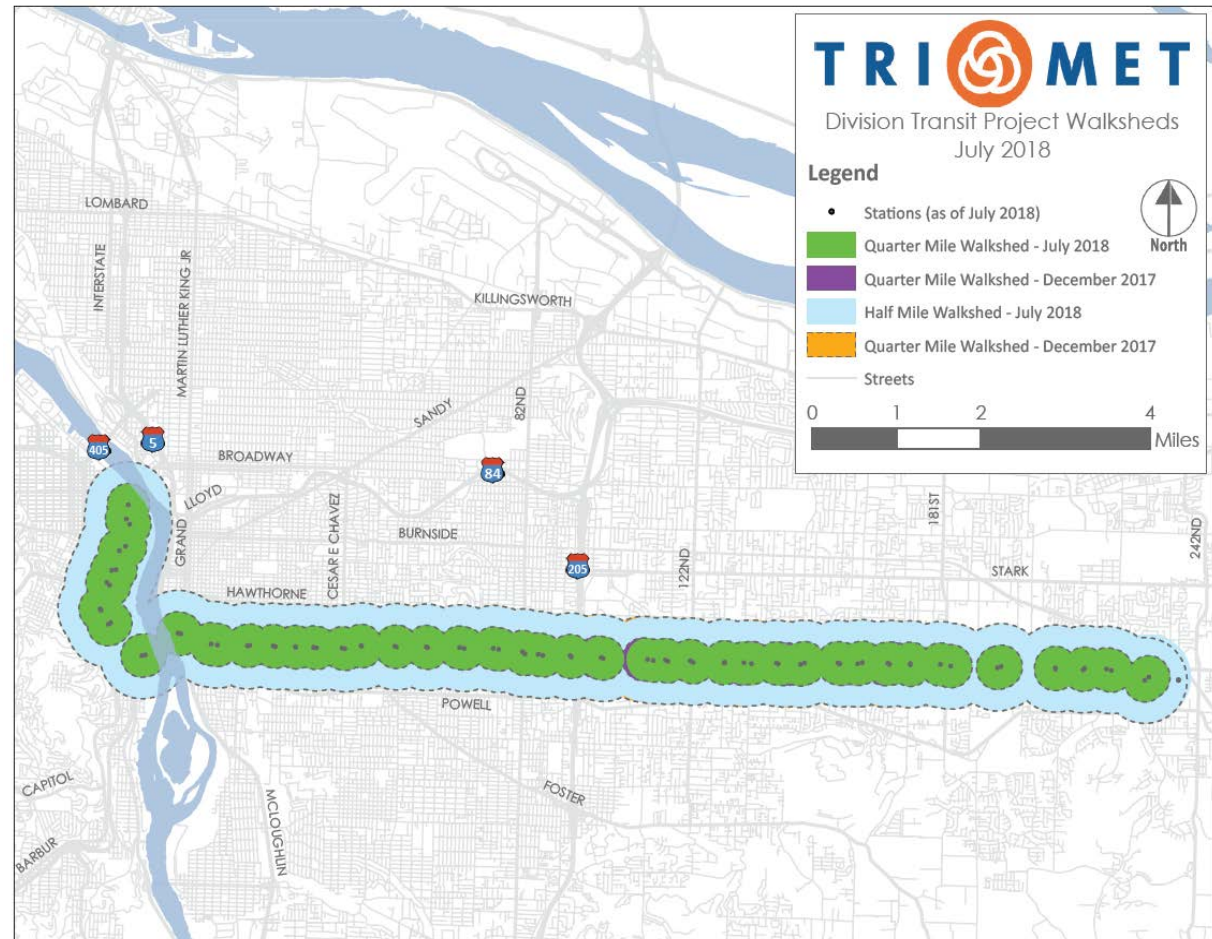 TRI MET
Division Transit Project Walksheds
July 2018
Legend
Stations (as of July 2018)
Quarter Mile Walkshed - July 2018
Quarter Mile Walkshed - December 2017
Half Mile Walkshed - July 2018
Quarter Mile Walkshed - December 2017
Streets
North
0 1 2 4
Miles
LOMBARD
INTERSTATE
MARTIN LUTHER KING JR
KILLINGSWORTH
SANDY
82ND
405
5
BROADWAY
84
LLOYD
GRAND
CESAR E CHAVEZ
BURNSIDE
205
122ND
181ST
242ND
STARK
HAWTHORNE
POWELL
FOSTER
CAPITOL
MCLOUGHLIN
BARBUR